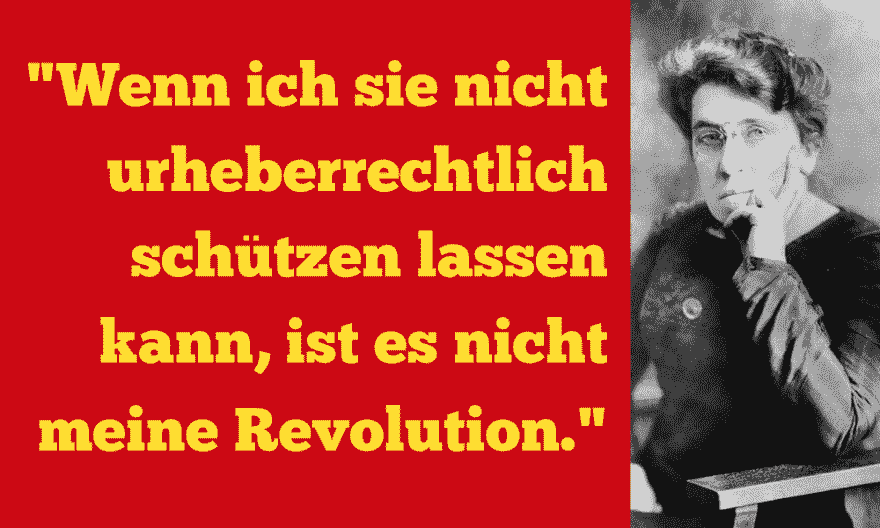 "Wenn ich sie nicht
urheberrechtlich
schützen lassen
kann, ist es nicht
meine Revolution."